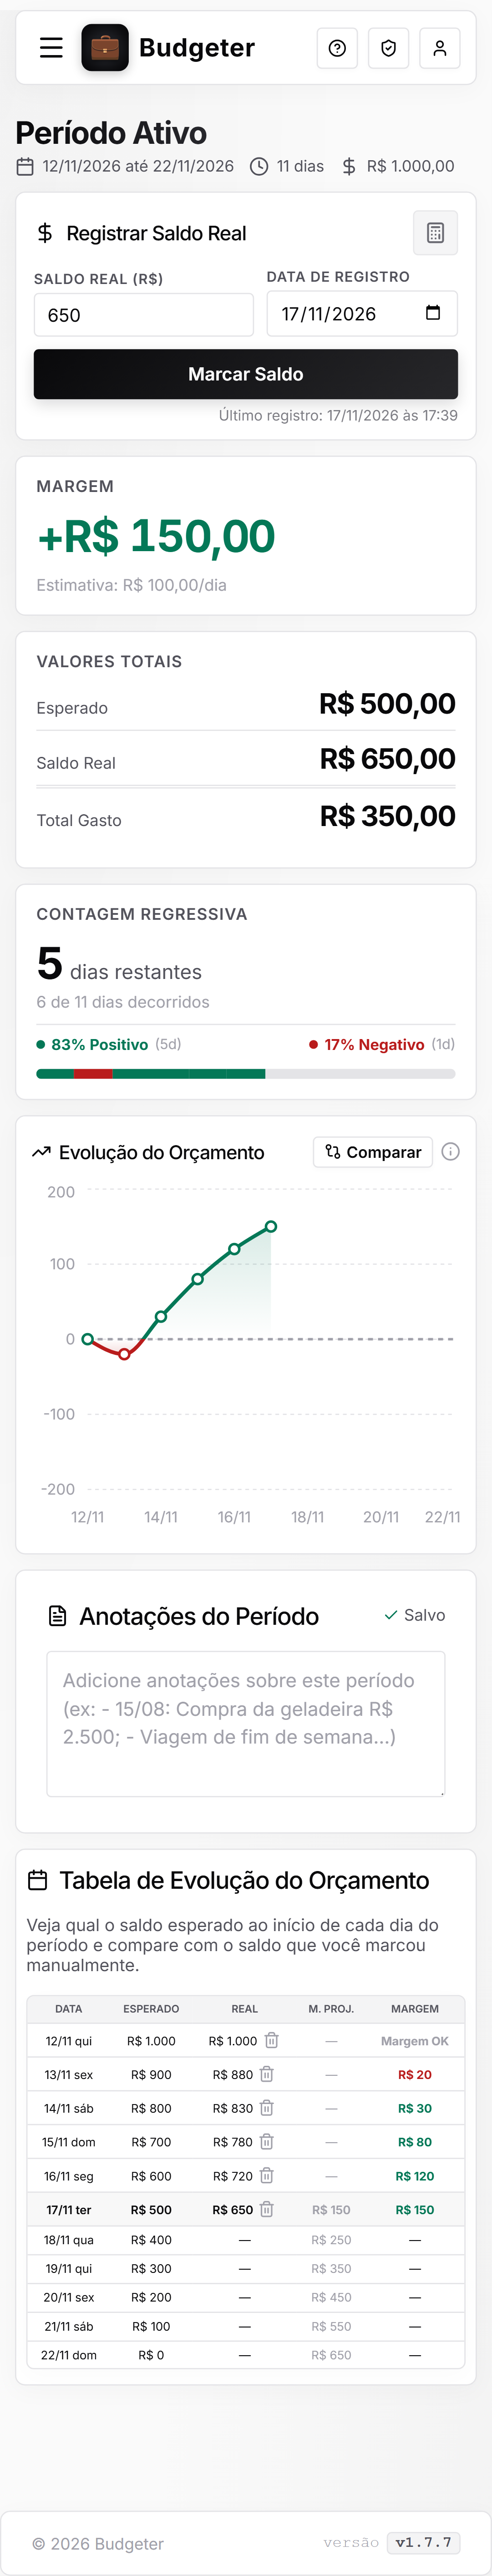 Budgeter
Período Ativo
12/11/2026 até 22/11/2026 11 dias R$ 1.000,00
Registrar Saldo Real
SALDO REAL (R$) DATA DE REGISTRO
650 17/11/2026
Marcar Saldo
Último registro: 17/11/2026 às 17:39
MARGEM
+R$ 150,00
Estimativa: R$ 100,00/dia
VALORES TOTAIS
Esperado R$ 500,00
Saldo Real R$ 650,00
Total Gasto R$ 350,00
CONTAGEM REGRESSIVA
5 dias restantes
6 de 11 dias decorridos
83% Positivo (5d) 17% Negativo (1d)
Evolução do Orçamento Comparar
200
100
0
-100
-200
12/11 14/11 16/11 18/11 20/11 22/11
Anotações do Período Salvo
Adicione anotações sobre este período
(ex: - 15/08: Compra da geladeira R$
2.500; - Viagem de fim de semana...)
Tabela de Evolução do Orçamento
Veja qual o saldo esperado ao início de cada dia do
período e compare com o saldo que você marcou
manualmente.
DATA ESPERADO REAL M. PROJ. MARGEM
12/11 qui R$ 1.000 R$ 1.000 — Margem OK
13/11 sex R$ 900 R$ 880 — R$ 20
14/11 sáb R$ 800 R$ 830 — R$ 30
15/11 dom R$ 700 R$ 780 — R$ 80
16/11 seg R$ 600 R$ 720 — R$ 120
17/11 ter R$ 500 R$ 650 R$ 150 R$ 150
18/11 qua R$ 400 — R$ 250 —
19/11 qui R$ 300 — R$ 350 —
20/11 sex R$ 200 — R$ 450 —
21/11 sáb R$ 100 — R$ 550 —
22/11 dom R$ 0 — R$ 650 —
© 2026 Budgeter versão v1.7.7